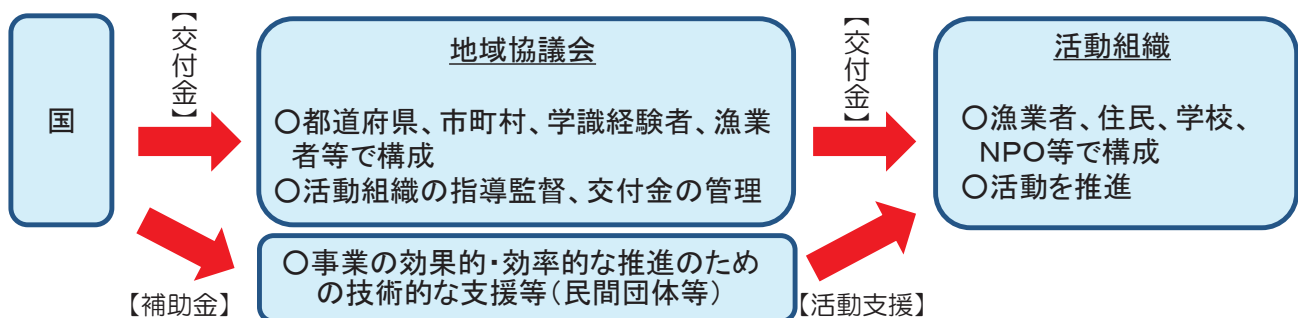 国
【交付金】
地域協議会
〇都道府県、市町村、学識経験者、漁業
者等で構成
〇活動組織の指導監督、交付金の管理
【交付金】
活動組織
〇漁業者、住民、学校、
NPO等で構成
〇活動を推進
【補助金】
〇事業の効果的・効率的な推進のため
の技術的な支援等(民間団体等)
【活動支援】